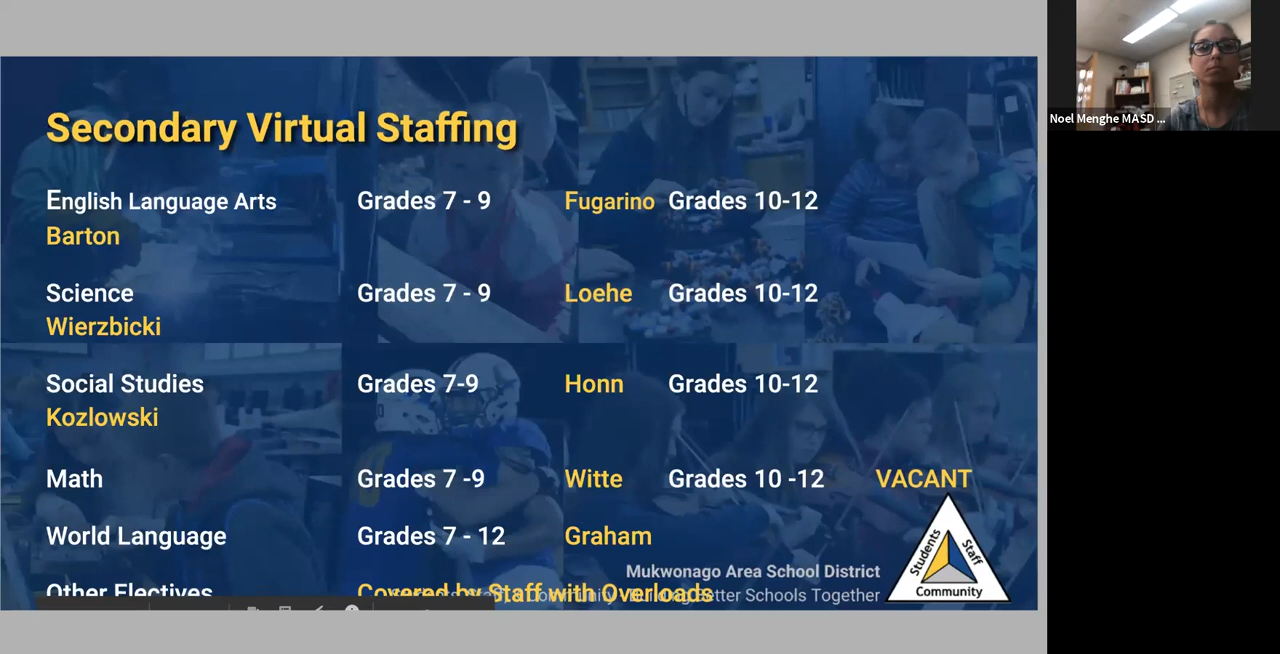 Secondary Virtual Staffing
English Language Arts Grades 7 - 9 Fugarino Grades 10-12
Barton
Science Grades 7 - 9 Loehe Grades 10-12
Wierzbicki
Social Studies Grades 7-9 Honn Grades 10-12
Kozlowski
Math Grades 7 -9 Witte Grades 10 -12 VACANT
World Language Grades 7 - 12 Graham
Other Electives Covered by Staff with Overloads
Mukwonago Area School District
Better Schools Together
Students
Staff
Community
Noel Menghe MASD ...